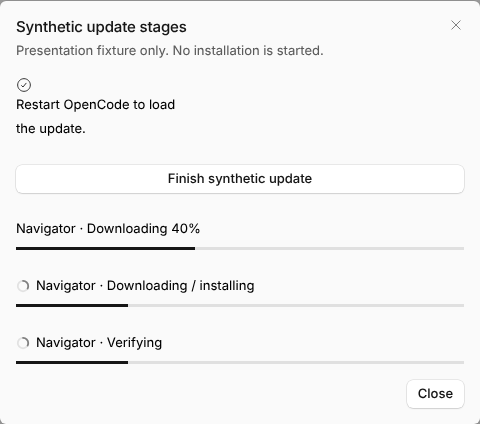 Synthetic update stages
Presentation fixture only. No installation is started.
Restart OpenCode to load
the update.
Finish synthetic update
Navigator · Downloading 40%
Navigator · Downloading / installing
Navigator · Verifying
Close